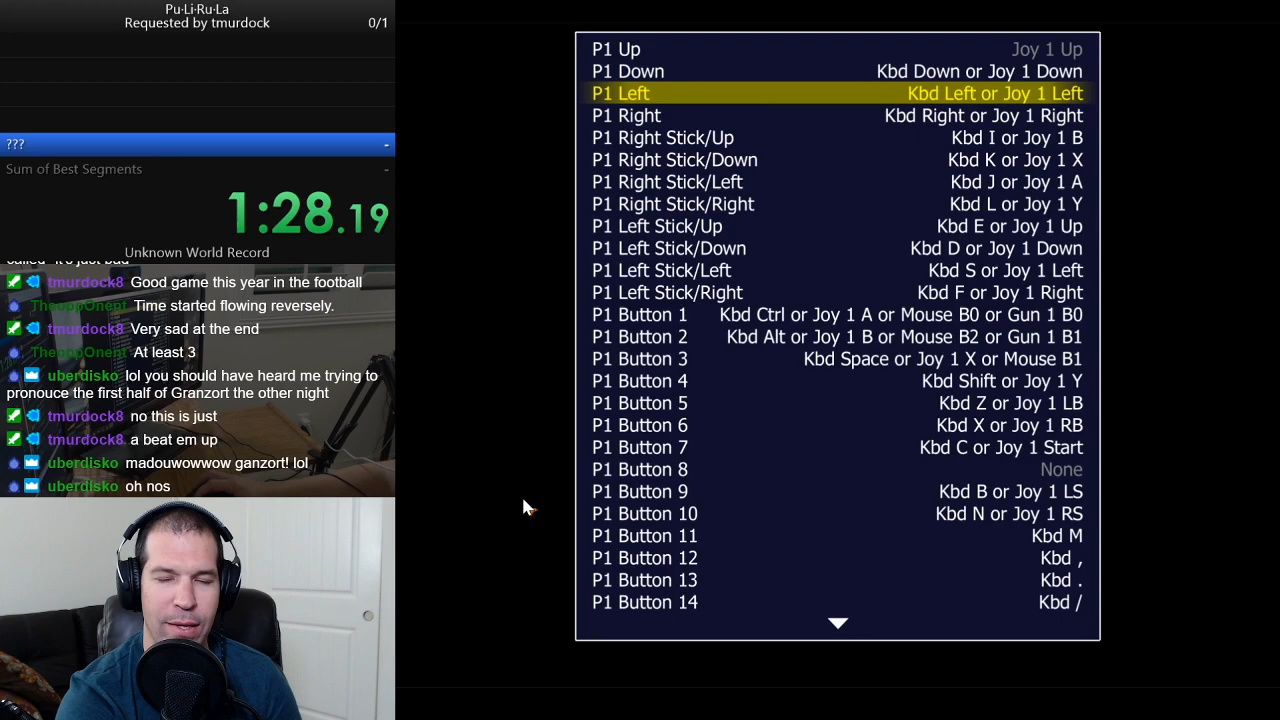 Pu·Li·Ru·La
Requested by tmurdock
0/1
???
-
Sum of Best Segments
-
1:28.19
Unknown World Record
called "it's just bad"
tmurdock8 Good game this year in the football
TheoppOnent Time started flowing reversely.
tmurdock8 Very sad at the end
TheoppOnent At least 3
uberdisko lol you should have heard me trying to
pronouce the first half of Granzort the other night
tmurdock8 no this is just
tmurdock8 a beat em up
uberdisko madouwowwow ganzort! lol
uberdisko oh nos
P1 Up Joy 1 Up
P1 Down Kbd Down or Joy 1 Down
P1 Left Kbd Left or Joy 1 Left
P1 Right Kbd Right or Joy 1 Right
P1 Right Stick/Up Kbd I or Joy 1 B
P1 Right Stick/Down Kbd K or Joy 1 X
P1 Right Stick/Left Kbd J or Joy 1 A
P1 Right Stick/Right Kbd L or Joy 1 Y
P1 Left Stick/Up Kbd E or Joy 1 Up
P1 Left Stick/Down Kbd D or Joy 1 Down
P1 Left Stick/Left Kbd S or Joy 1 Left
P1 Left Stick/Right Kbd F or Joy 1 Right
P1 Button 1 Kbd Ctrl or Joy 1 A or Mouse B0 or Gun 1 B0
P1 Button 2 Kbd Alt or Joy 1 B or Mouse B2 or Gun 1 B1
P1 Button 3 Kbd Space or Joy 1 X or Mouse B1
P1 Button 4 Kbd Shift or Joy 1 Y
P1 Button 5 Kbd Z or Joy 1 LB
P1 Button 6 Kbd X or Joy 1 RB
P1 Button 7 Kbd C or Joy 1 Start
P1 Button 8 None
P1 Button 9 Kbd B or Joy 1 LS
P1 Button 10 Kbd N or Joy 1 RS
P1 Button 11 Kbd M
P1 Button 12 Kbd ,
P1 Button 13 Kbd .
P1 Button 14 Kbd /